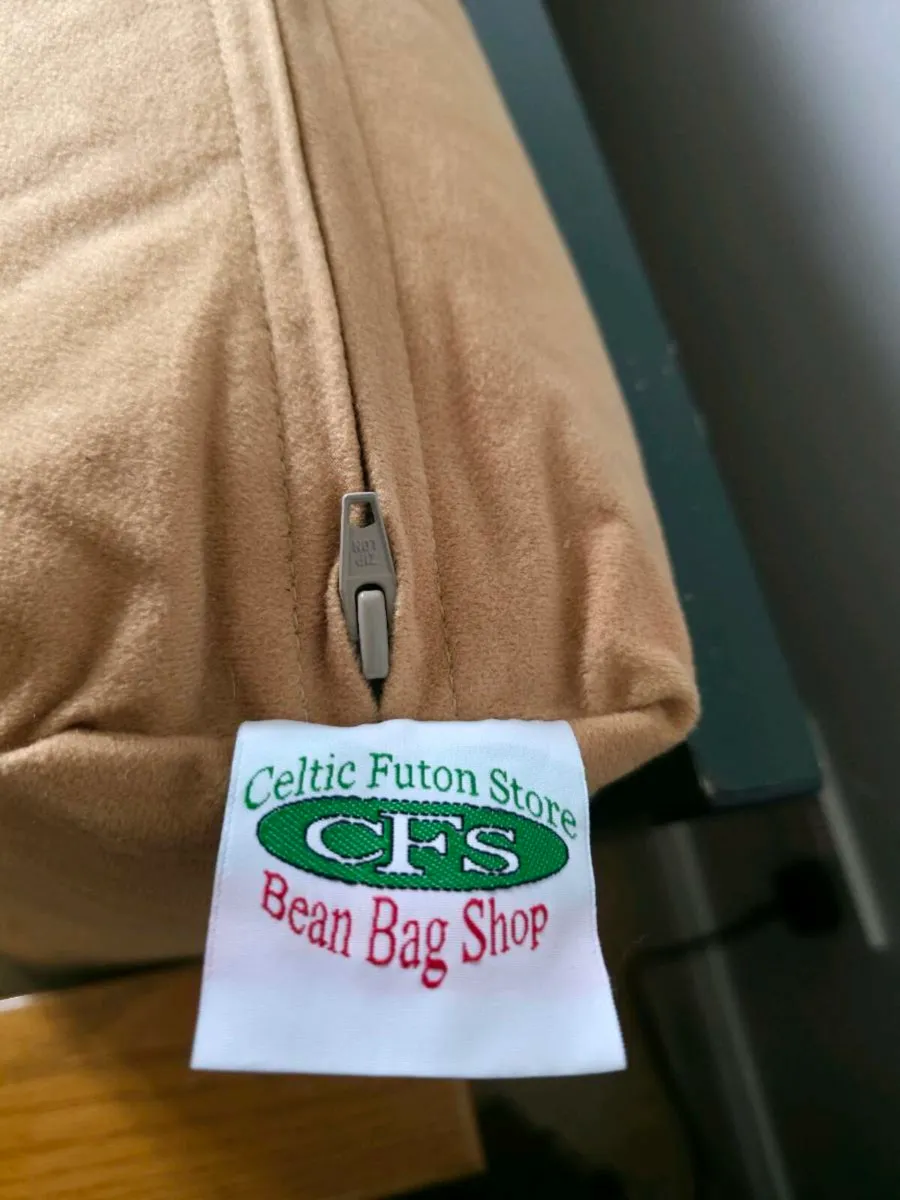 Celtic Futon Store
CFS
Bean Bag Shop